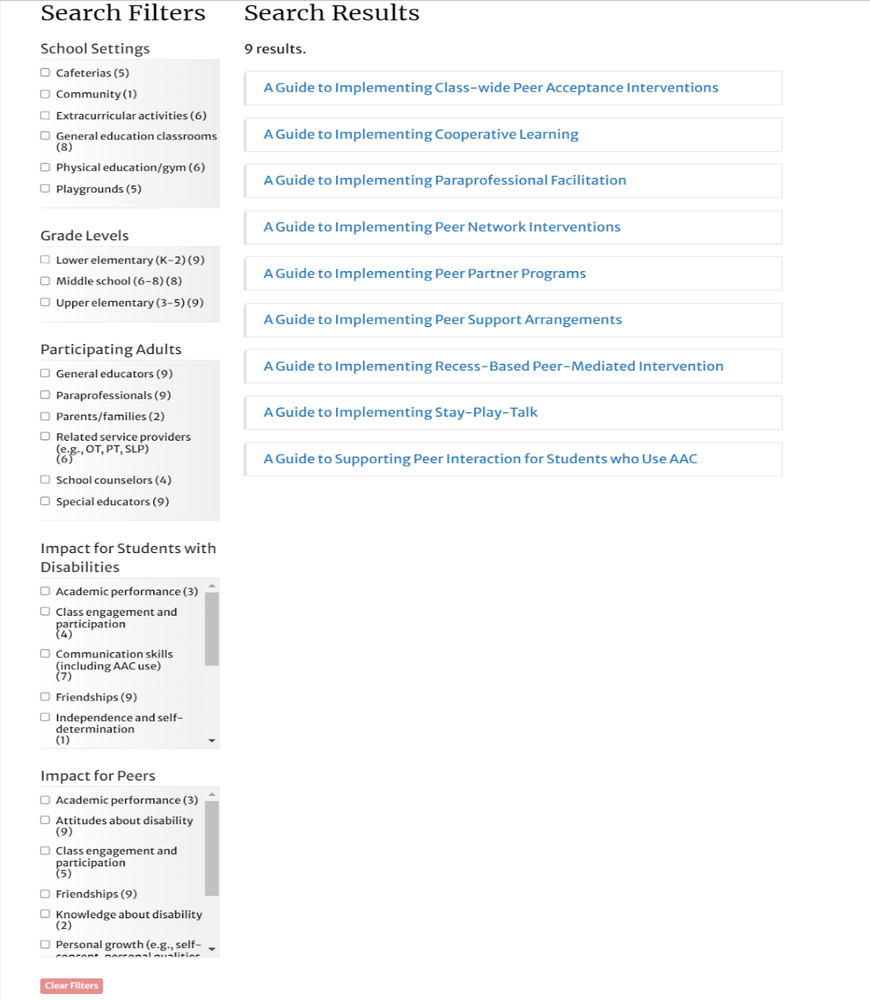 Search Filters
School Settings
Cafeterias (5)
Community (1)
Extracurricular activities (6)
General education classrooms
(8)
Physical education/gym (6)
Playgrounds (5)
Grade Levels
Lower elementary (K-2) (9)
Middle school (6-8) (8)
Upper elementary (3-5) (9)
Participating Adults
General educators (9)
Paraprofessionals (9)
Parents/families (2)
Related service providers
(e.g., OT, PT, SLP)
(6)
School counselors (4)
Special educators (9)
Impact for Students with
Disabilities
Academic performance (3)
Class engagement and
participation
(4)
Communication skills
(including AAC use)
(7)
Friendships (9)
Independence and self-
determination
(1)
Impact for Peers
Academic performance (3)
Attitudes about disability
(9)
Class engagement and
participation
(5)
Friendships (9)
Knowledge about disability
(2)
Personal growth (e.g., self-
concept, personal qualities
Clear Filters
Search Results
9 results.
A Guide to Implementing Class-wide Peer Acceptance Interventions
A Guide to Implementing Cooperative Learning
A Guide to Implementing Paraprofessional Facilitation
A Guide to Implementing Peer Network Interventions
A Guide to Implementing Peer Partner Programs
A Guide to Implementing Peer Support Arrangements
A Guide to Implementing Recess-Based Peer-Mediated Intervention
A Guide to Implementing Stay-Play-Talk
A Guide to Supporting Peer Interaction for Students who Use AAC